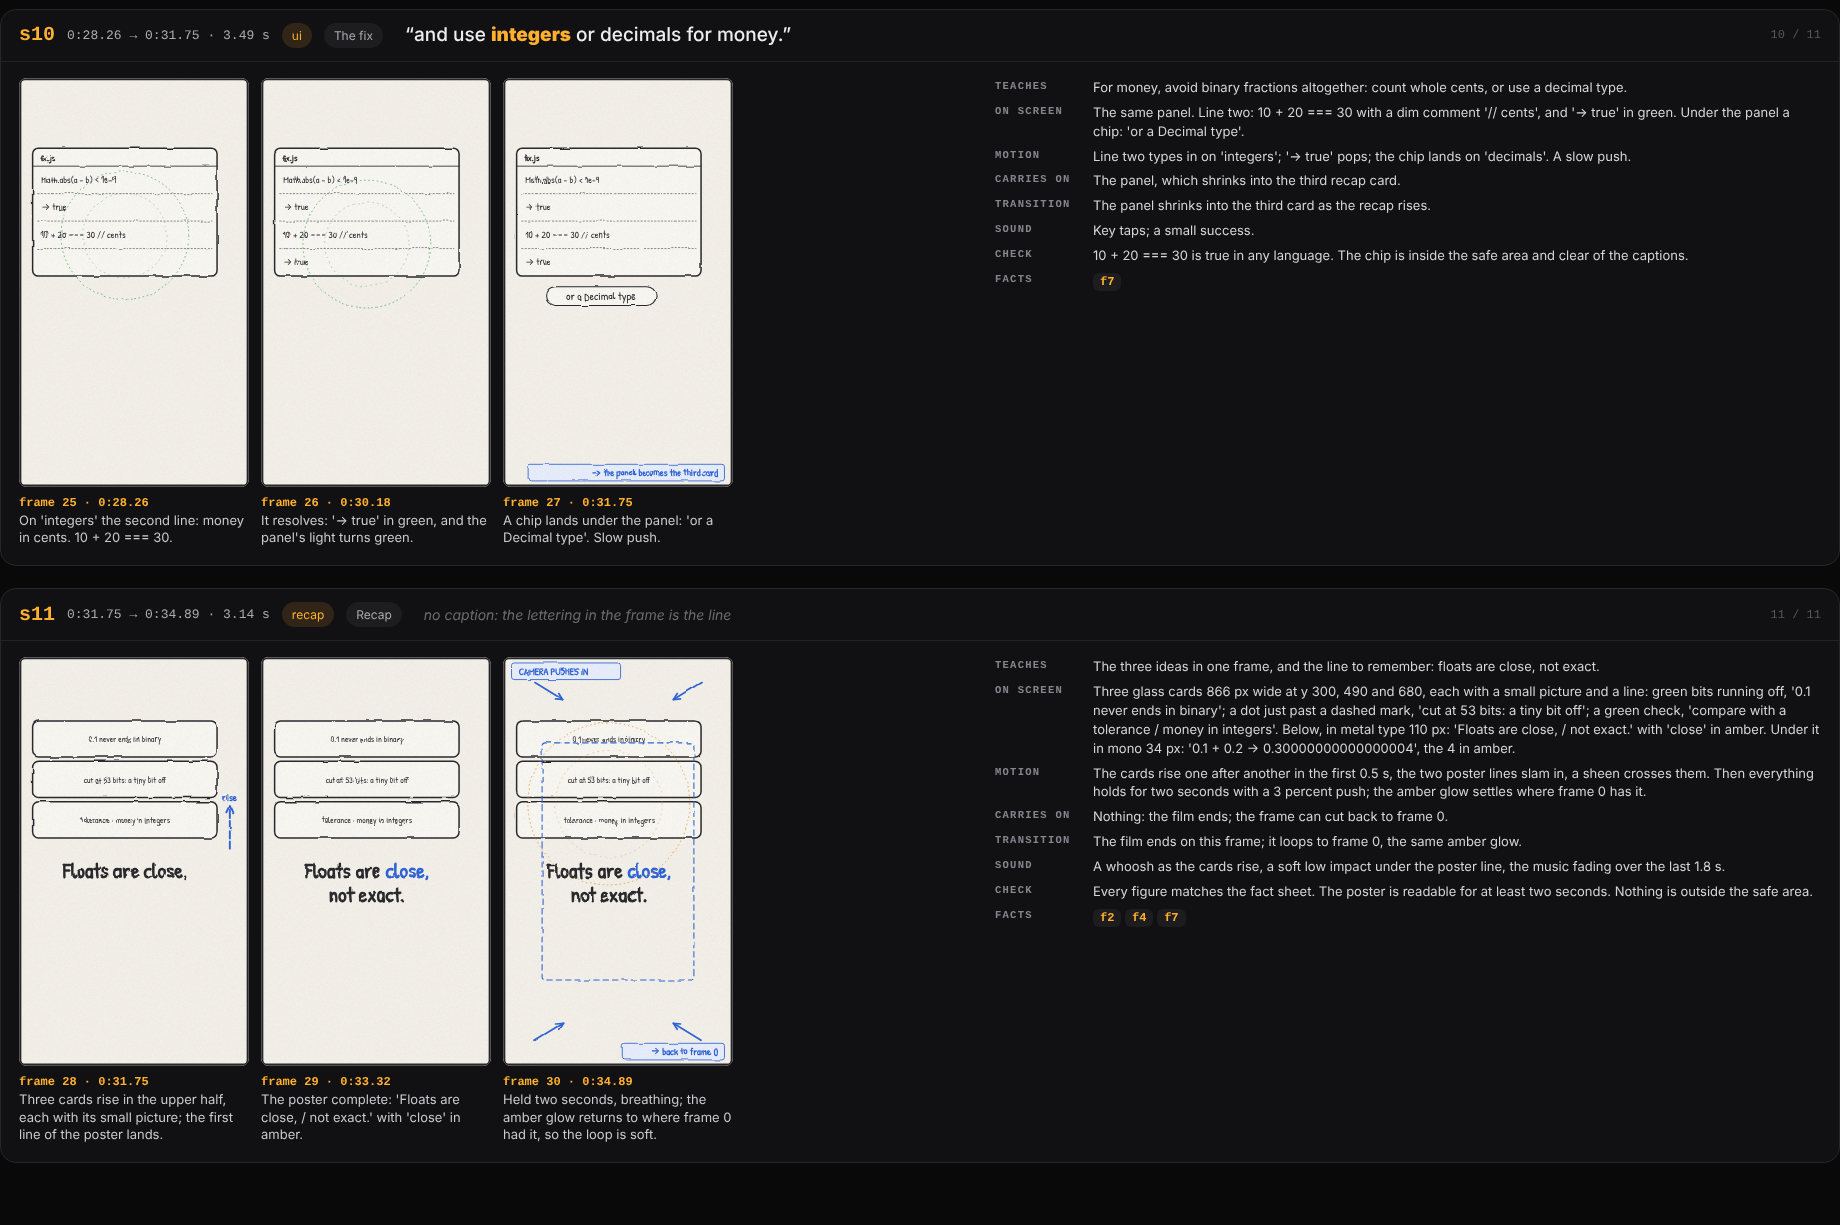 s10 0:28.26 → 0:31.75 · 3.49 s ui The fix “and use integers or decimals for money.” 10 / 11
fix.js
Math.abs(a - b) < 1e-9
→ true
10 + 20 === 30 // cents
fix.js
Math.abs(a - b) < 1e-9
→ true
10 + 20 === 30 // cents
→ true
fix.js
Math.abs(a - b) < 1e-9
→ true
10 + 20 === 30 // cents
→ true
or a Decimal type
→ the panel becomes the third card
frame 25 · 0:28.26
On 'integers' the second line: money
in cents. 10 + 20 === 30.
frame 26 · 0:30.18
It resolves: '→ true' in green, and the
panel's light turns green.
frame 27 · 0:31.75
A chip lands under the panel: 'or a
Decimal type'. Slow push.
TEACHES For money, avoid binary fractions altogether: count whole cents, or use a decimal type.
ON SCREEN The same panel. Line two: 10 + 20 === 30 with a dim comment '// cents', and '→ true' in green. Under the panel a
chip: 'or a Decimal type'.
MOTION Line two types in on 'integers'; '→ true' pops; the chip lands on 'decimals'. A slow push.
CARRIES ON The panel, which shrinks into the third recap card.
TRANSITION The panel shrinks into the third card as the recap rises.
SOUND Key taps; a small success.
CHECK 10 + 20 === 30 is true in any language. The chip is inside the safe area and clear of the captions.
FACTS f7
s11 0:31.75 → 0:34.89 · 3.14 s recap Recap no caption: the lettering in the frame is the line 11 / 11
0.1 never ends in binary
cut at 53 bits: a tiny bit off
rise
tolerance · money in integers
Floats are close,
0.1 never ends in binary
cut at 53 bits: a tiny bit off
tolerance · money in integers
Floats are close,
not exact.
CAMERA PUSHES IN
0.1 never ends in binary
cut at 53 bits: a tiny bit off
tolerance · money in integers
Floats are close,
not exact.
→ back to frame 0
frame 28 · 0:31.75
Three cards rise in the upper half,
each with its small picture; the first
line of the poster lands.
frame 29 · 0:33.32
The poster complete: 'Floats are
close, / not exact.' with 'close' in
amber.
frame 30 · 0:34.89
Held two seconds, breathing; the
amber glow returns to where frame 0
had it, so the loop is soft.
TEACHES The three ideas in one frame, and the line to remember: floats are close, not exact.
ON SCREEN Three glass cards 866 px wide at y 300, 490 and 680, each with a small picture and a line: green bits running off, '0.1
never ends in binary'; a dot just past a dashed mark, 'cut at 53 bits: a tiny bit off'; a green check, 'compare with a
tolerance / money in integers'. Below, in metal type 110 px: 'Floats are close, / not exact.' with 'close' in amber. Under it
in mono 34 px: '0.1 + 0.2 → 0.30000000000000004', the 4 in amber.
MOTION The cards rise one after another in the first 0.5 s, the two poster lines slam in, a sheen crosses them. Then everything
holds for two seconds with a 3 percent push; the amber glow settles where frame 0 has it.
CARRIES ON Nothing: the film ends; the frame can cut back to frame 0.
TRANSITION The film ends on this frame; it loops to frame 0, the same amber glow.
SOUND A whoosh as the cards rise, a soft low impact under the poster line, the music fading over the last 1.8 s.
CHECK Every figure matches the fact sheet. The poster is readable for at least two seconds. Nothing is outside the safe area.
FACTS f2 f4 f7